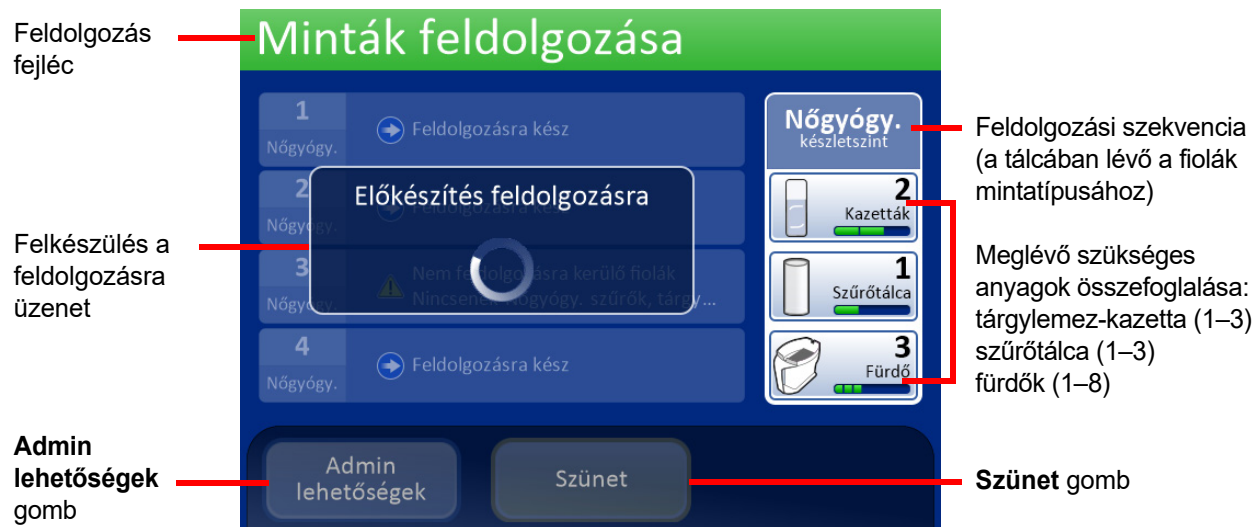 Feldolgozás
fejléc
Minták feldolgozása
1
Nőgyógy.
Feldolgozásra kész
2
Nőgyógy.
3
Nőgyógy.
Nem feldolgozásra kerülő fiolák
Nincsenek Nőgyógy. szűrők, tárgy...
4
Nőgyógy.
Feldolgozásra kész
Előkészítés feldolgozásra
Nőgyógy.
készletszint
2
Kazetták
1
Szűrőtálca
3
Fürdő
Admin
lehetőségek
Szünet
Felkészülés a
feldolgozásra
üzenet
Admin
lehetőségek
gomb
Feldolgozási szekvencia
(a tálcában lévő a fiolák
mintatípusához)
Meglévő szükséges
anyagok összefoglalása:
tárgylemez-kazetta (1–3)
szűrőtálca (1–3)
fürdők (1–8)
Szünet gomb